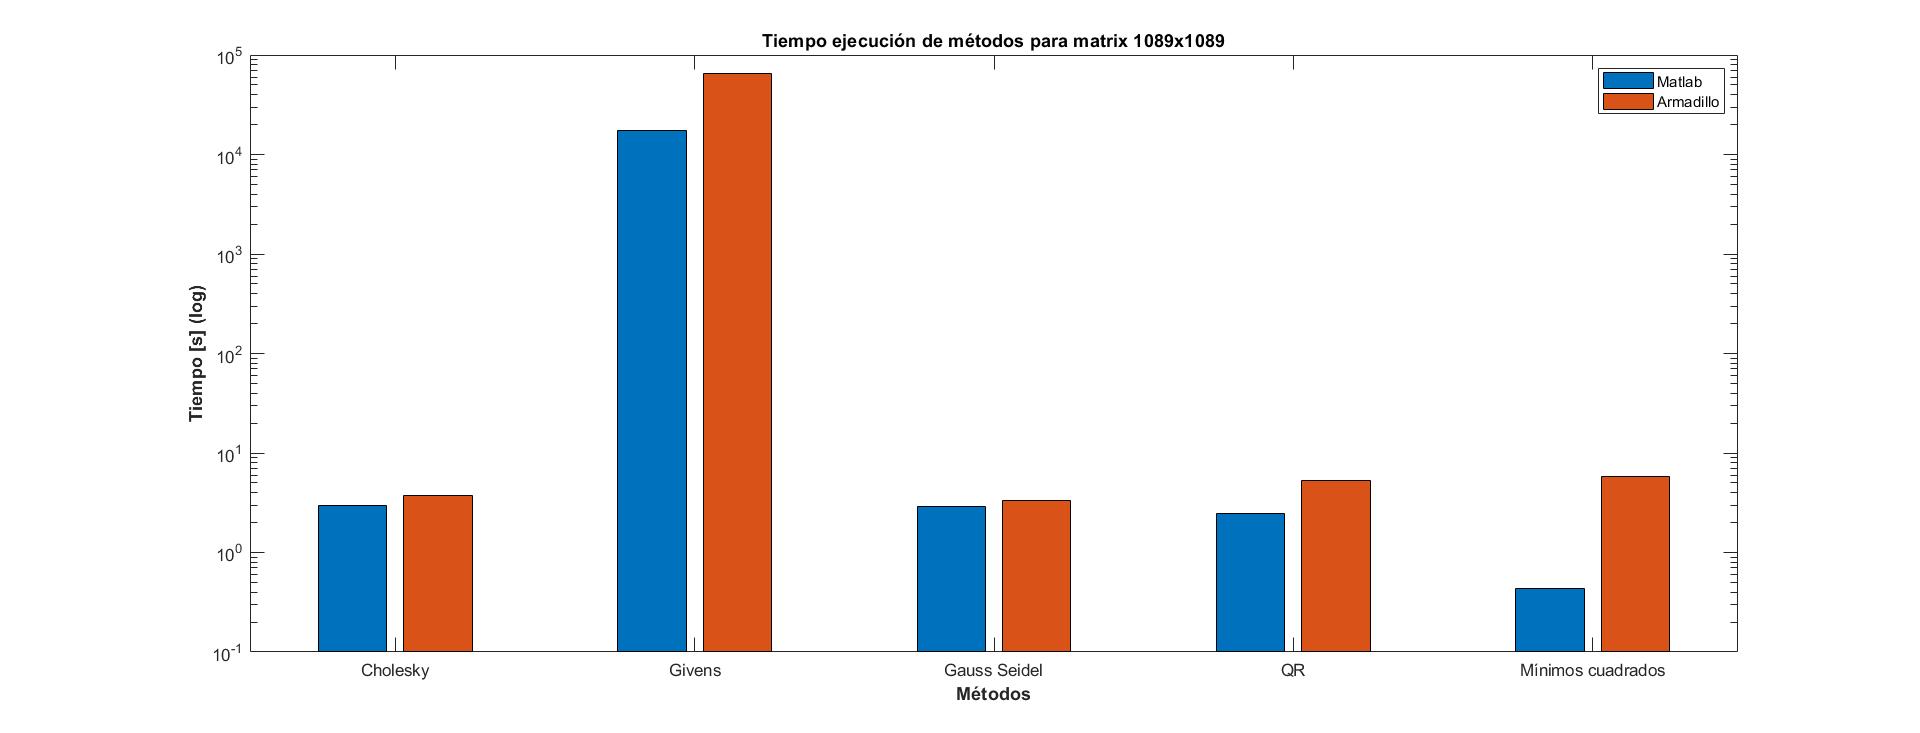 Tiempo ejecución de métodos para matrix 1089x1089
Matlab
Armadillo
10^5
10^4
10^3
10^2
10^1
10^0
10^-1
Tiempo [s] (log)
Cholesky
Givens
Gauss Seidel
QR
Mínimos cuadrados
Métodos